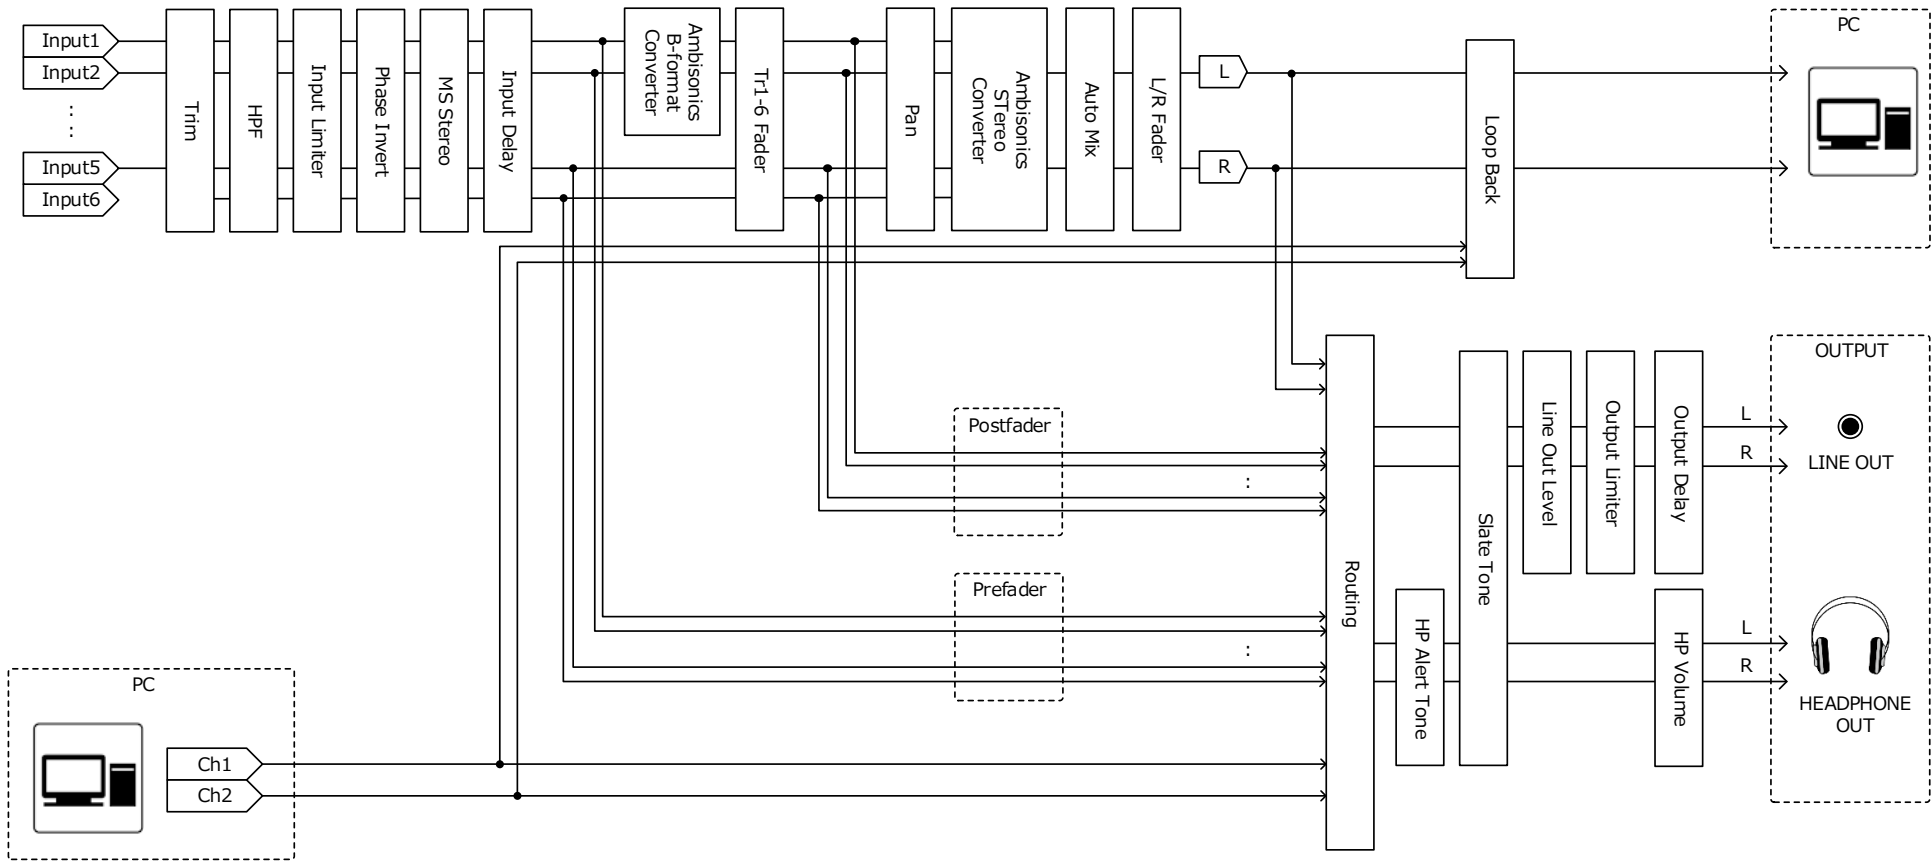 Input1
Input2
:
:
Input5
Input6
Trim
HPF
Input Limiter
Phase Invert
MS Stereo
Input Delay
Ambisonics
B-format
Converter
Tr1-6 Fader
Pan
Ambisonics
STereo
Converter
Auto Mix
L/R Fader
L
R
Loop Back
PC
Postfader
:
Prefader
:
Routing
HP Alert Tone
Slate Tone
Line Out Level
Output Limiter
Output Delay
HP Volume
L
R
L
R
OUTPUT
LINE OUT
HEADPHONE
OUT
PC
Ch1
Ch2